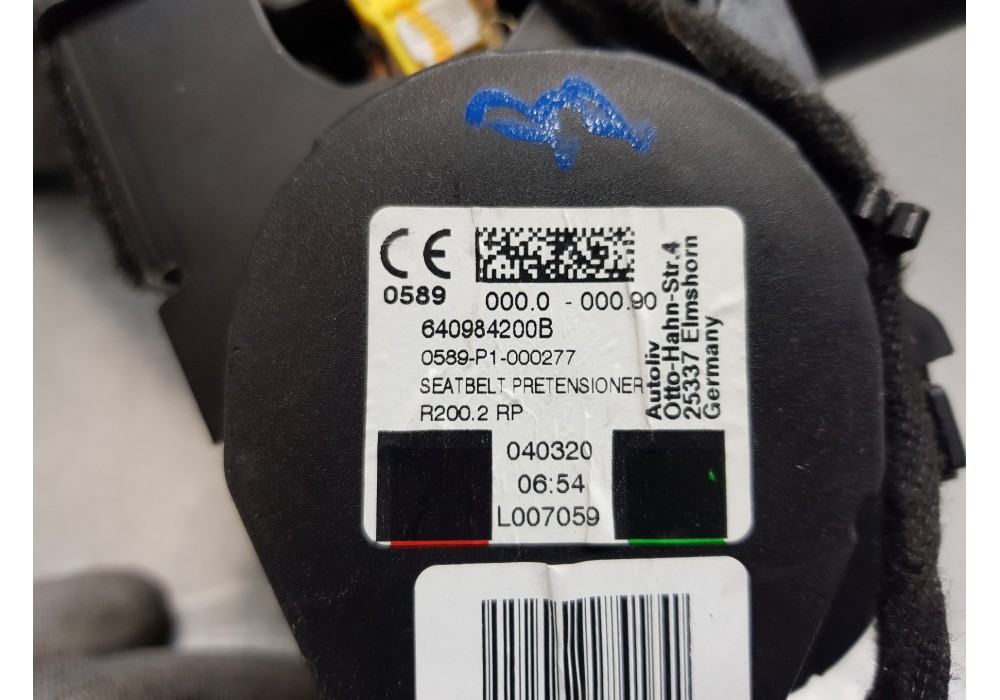 CE
0589
000.0 - 000.90
640984200B
0589-P1-000277
SEATBELT PRETENSIONER
R200.2 RP
Autoliv
Otto-Hahn-Str.4
25337 Elmshorn
Germany
040320
06:54
L007059